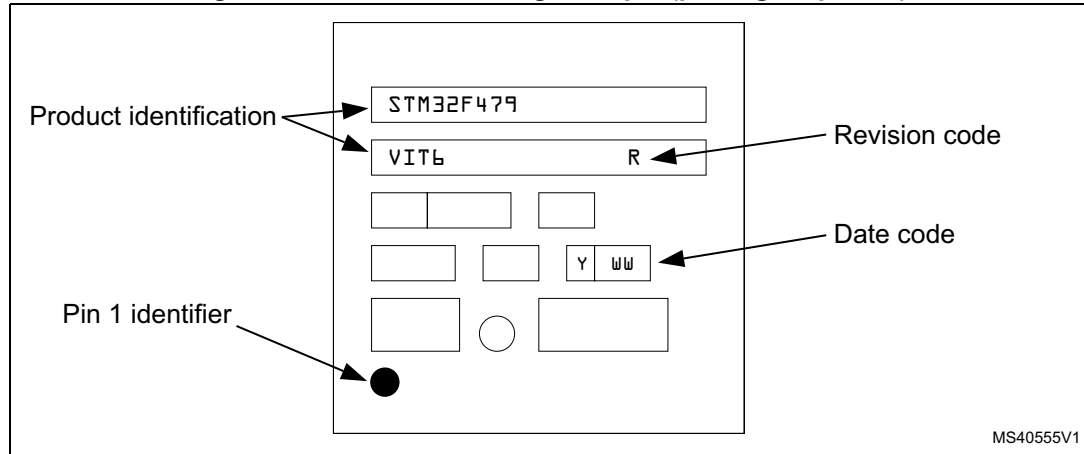 STM32F479
Product identification
Revision code
VIT6 R
Date code
Y WW
Pin 1 identifier
MS40555V1